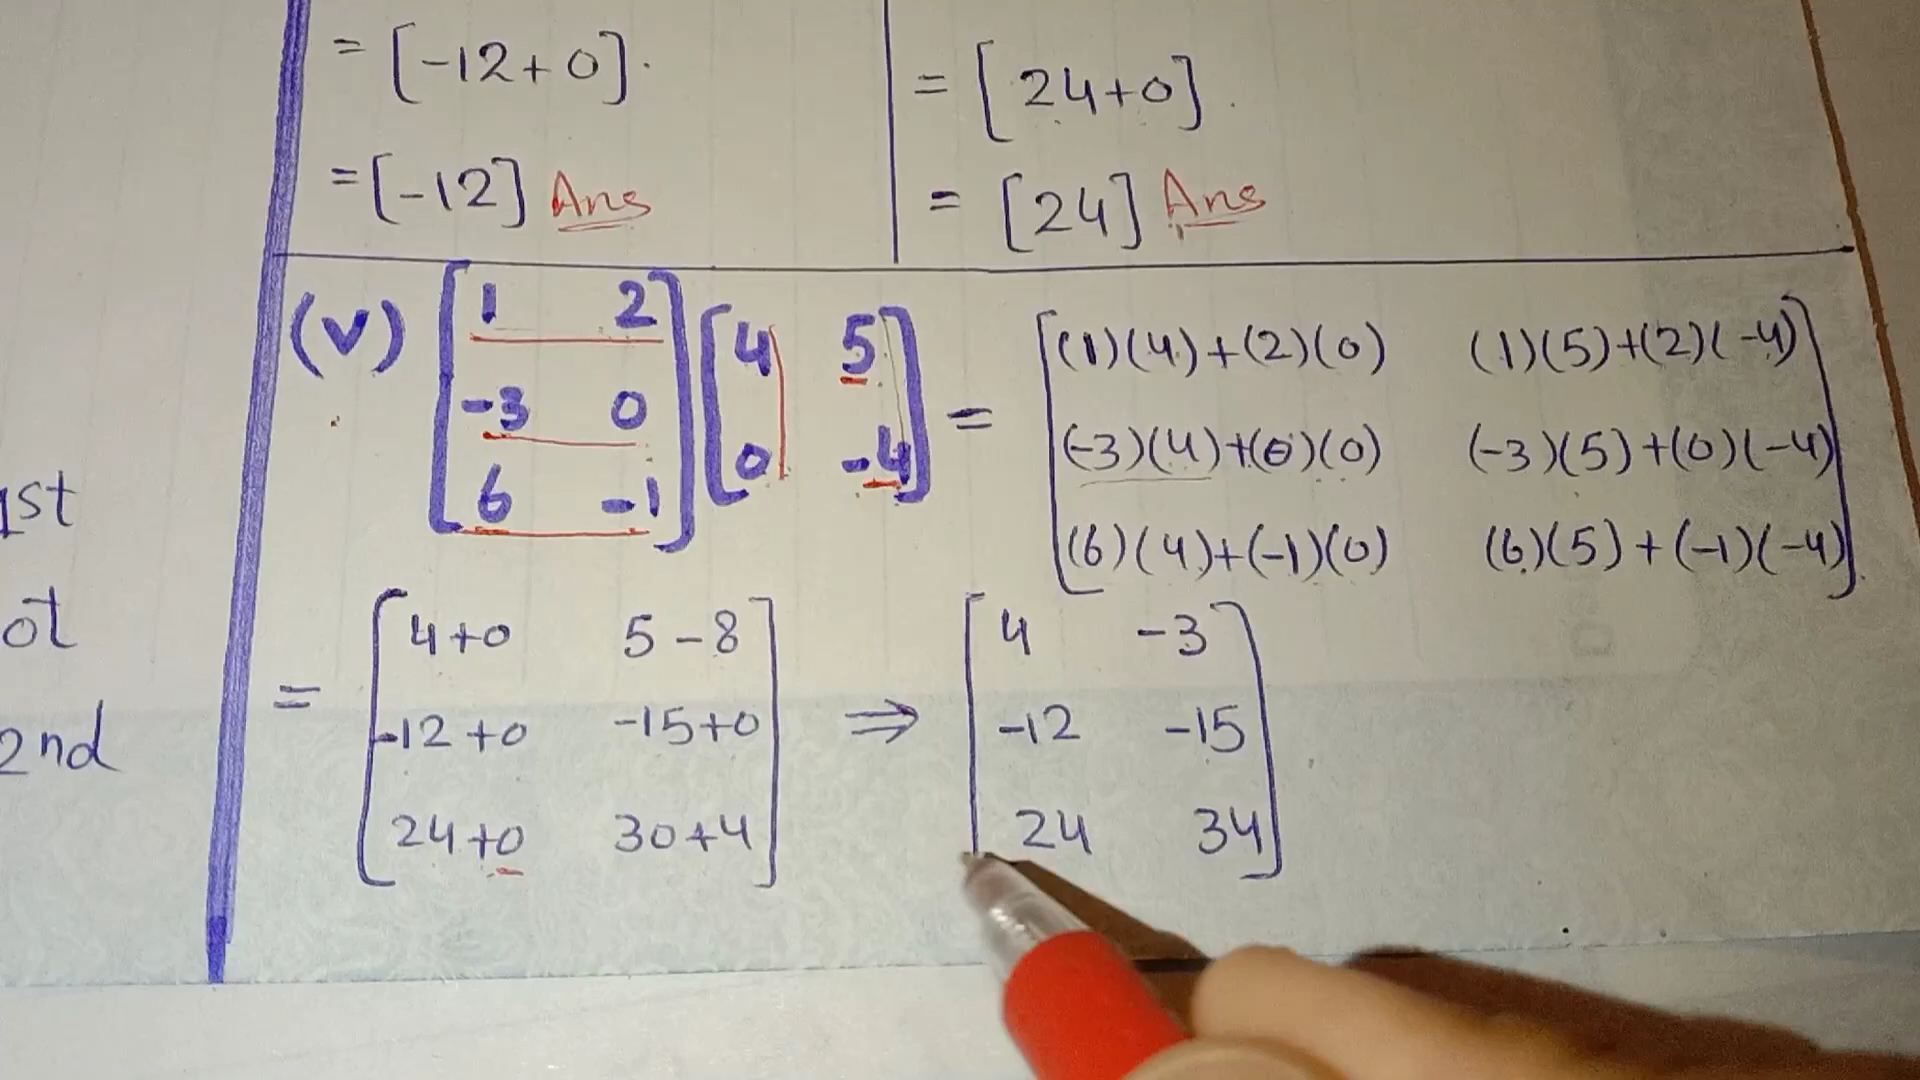 = [-12+0].
= [-12] Ans
= [24+0].
= [24] Ans
(v) [1 2] [4 5] = [(1)(4)+(2)(0) (1)(5)+(2)(-4)]
[-3 0] [0 -4] [(-3)(4)+(0)(0) (-3)(5)+(0)(-4)]
[6 -1] [(6)(4)+(-1)(0) (6)(5)+(-1)(-4)]
1st
ot
2nd
[4+0 5-8] [4 -3]
= [-12+0 -15+0] ⇒ [-12 -15]
[24+0 30+4] [24 34]